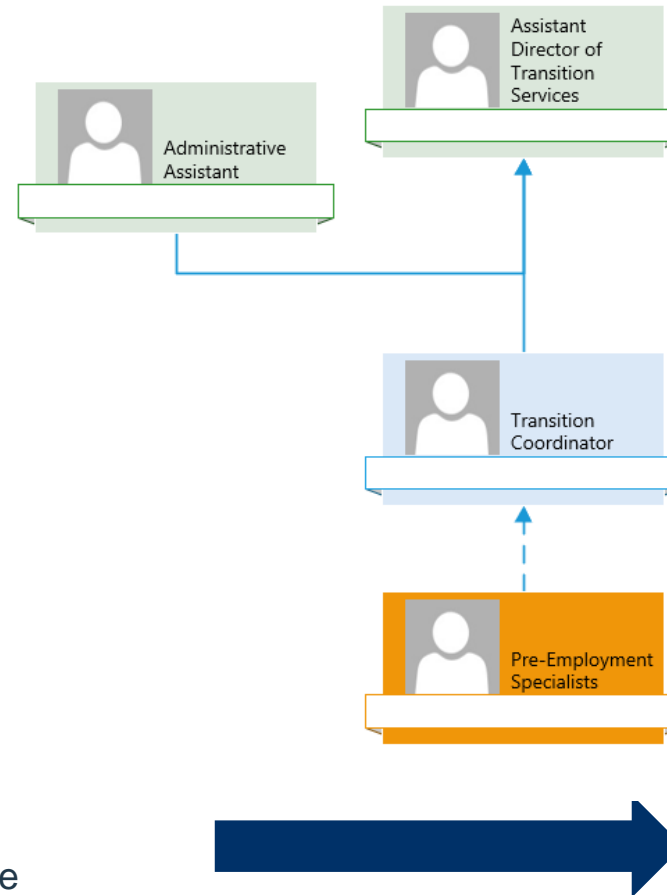 Assistant
Director of
Transition
Services
Administrative
Assistant
Transition
Coordinator
Pre-Employment
Specialists
e